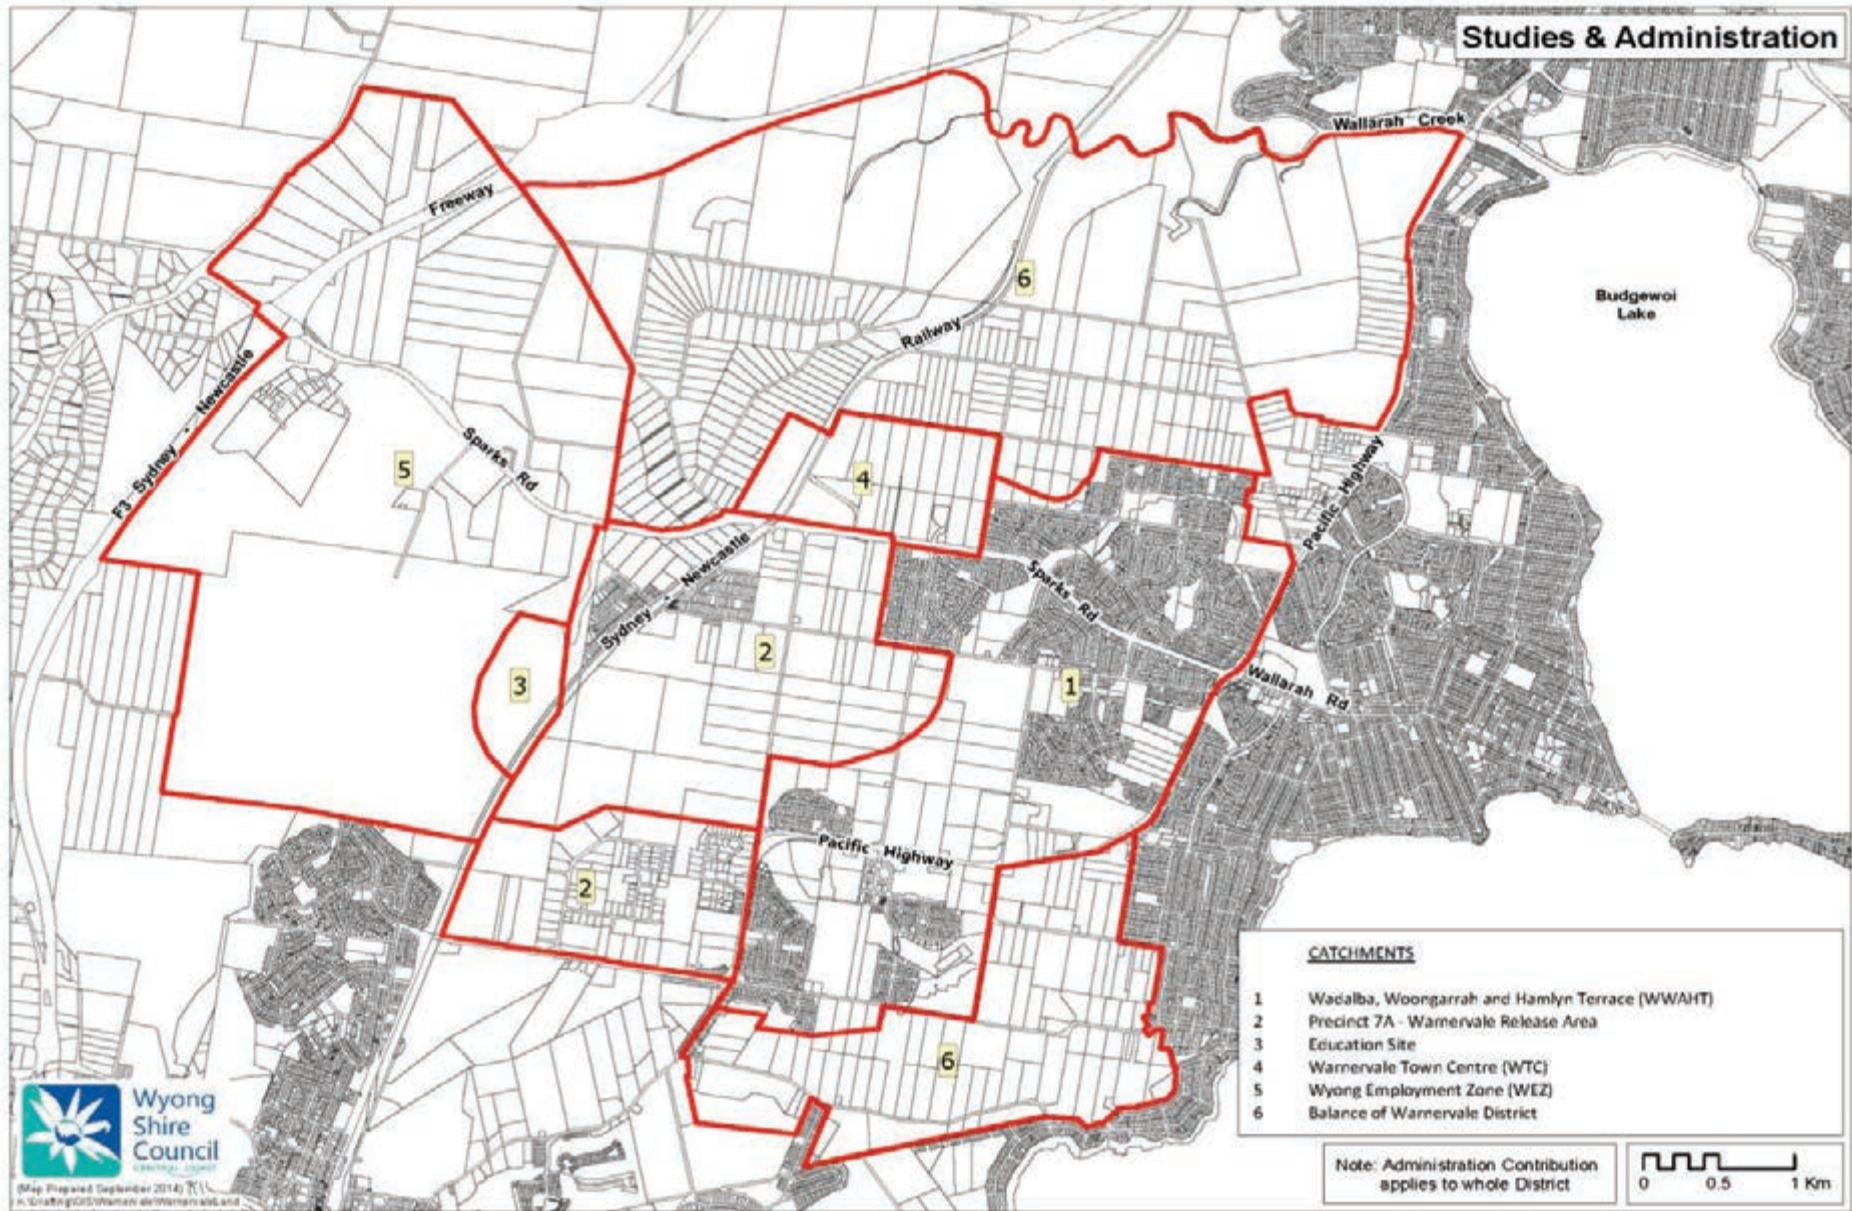 Studies & Administration
Wallarah Creek
Freeway
6
Budgewoi
Lake
Railway
F3 - Sydney - Newcastle
Sparks Rd
5
4
Pacific Highway
Sydney - Newcastle
Sparks Rd
2
3
1
Wallarah Rd
Pacific Highway
2
6
CATCHMENTS
1 Wadalba, Woongarrah and Hamlyn Terrace (WWAHT)
2 Precinct 7A - Warnervale Release Area
3 Education Site
4 Warnervale Town Centre (WTC)
5 Wyong Employment Zone (WEZ)
6 Balance of Warnervale District
Wyong
Shire
Council
(Map Prepared September 2014)
Note: Administration Contribution
applies to whole District
0 0.5 1 Km